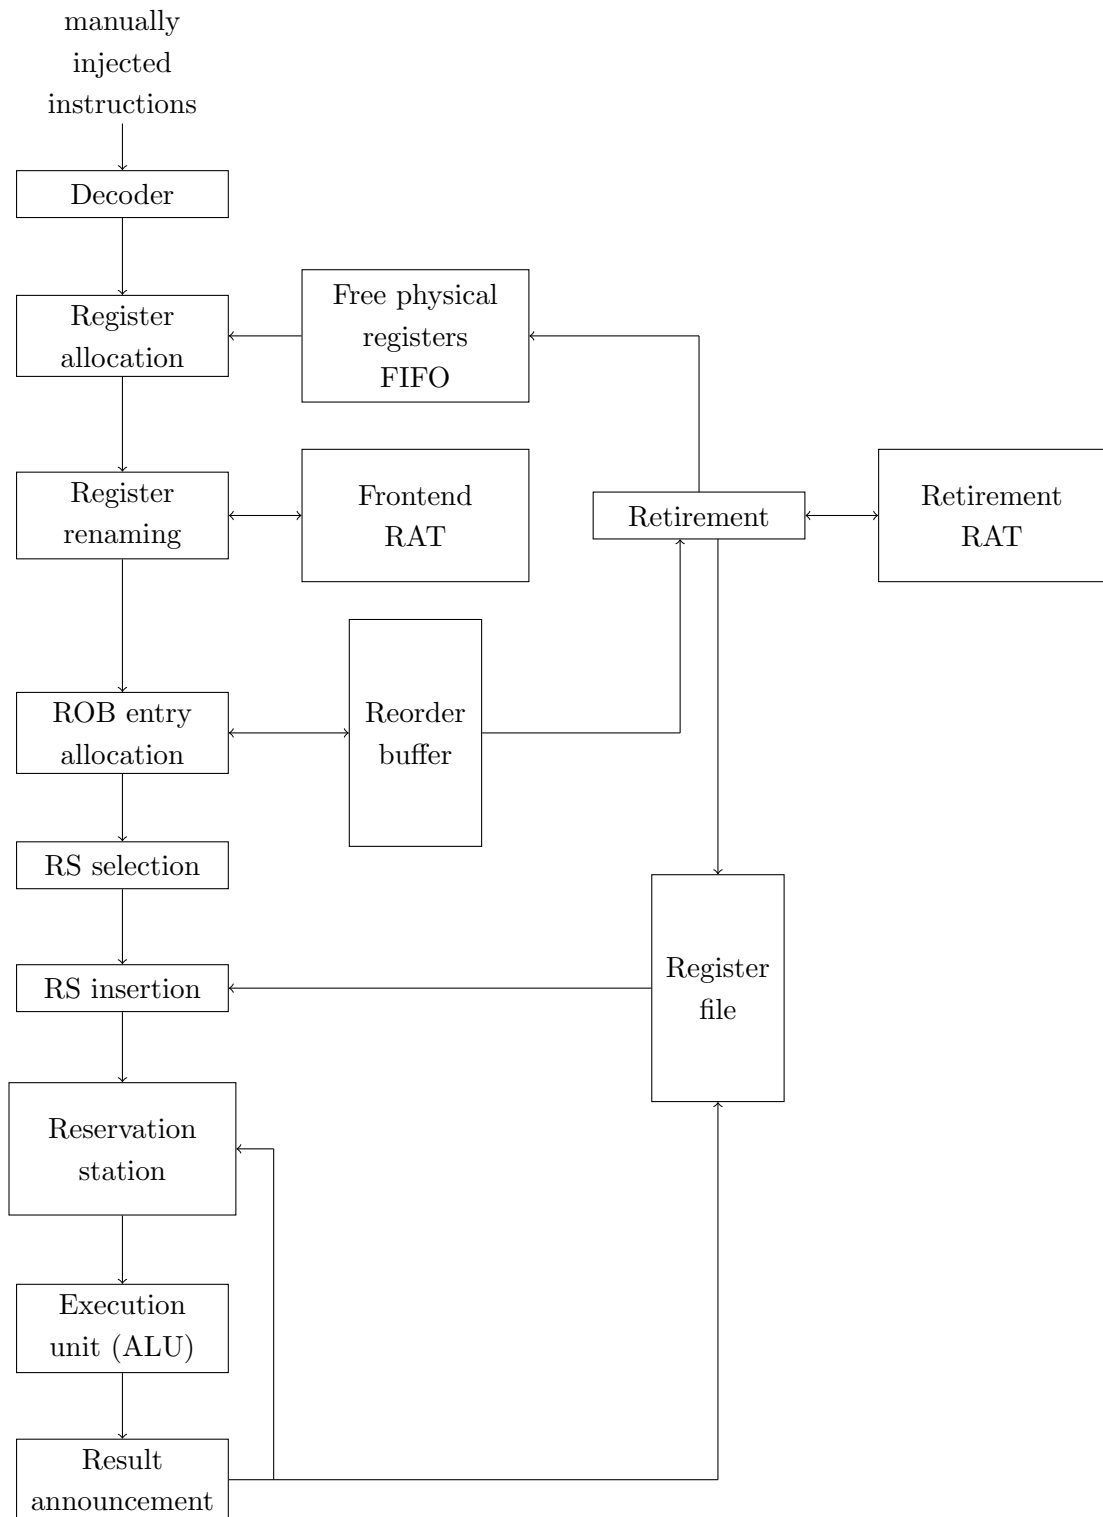 manually
injected
instructions
Decoder
Register
allocation
Free physical
registers
FIFO
Register
renaming
Frontend
RAT
Retirement
Retirement
RAT
ROB entry
allocation
Reorder
buffer
RS selection
RS insertion
Register
file
Reservation
station
Execution
unit (ALU)
Result
announcement